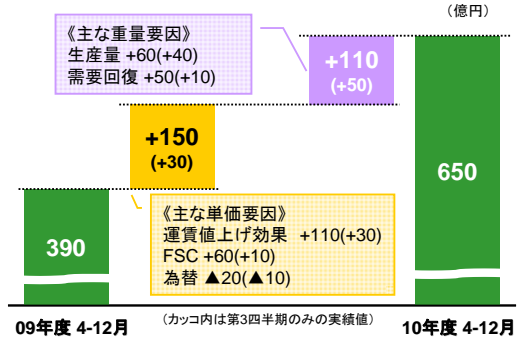 （億円）
《主な重量要因》
生産量 +60(+40)
需要回復 +50(+10)
+110
(+50)
+150
(+30)
650
390
《主な単価要因》
運賃値上げ効果 +110(+30)
FSC +60(+10)
為替 ▲20(▲10)
09年度 4-12月
（カッコ内は第3四半期のみの実績値）
10年度 4-12月